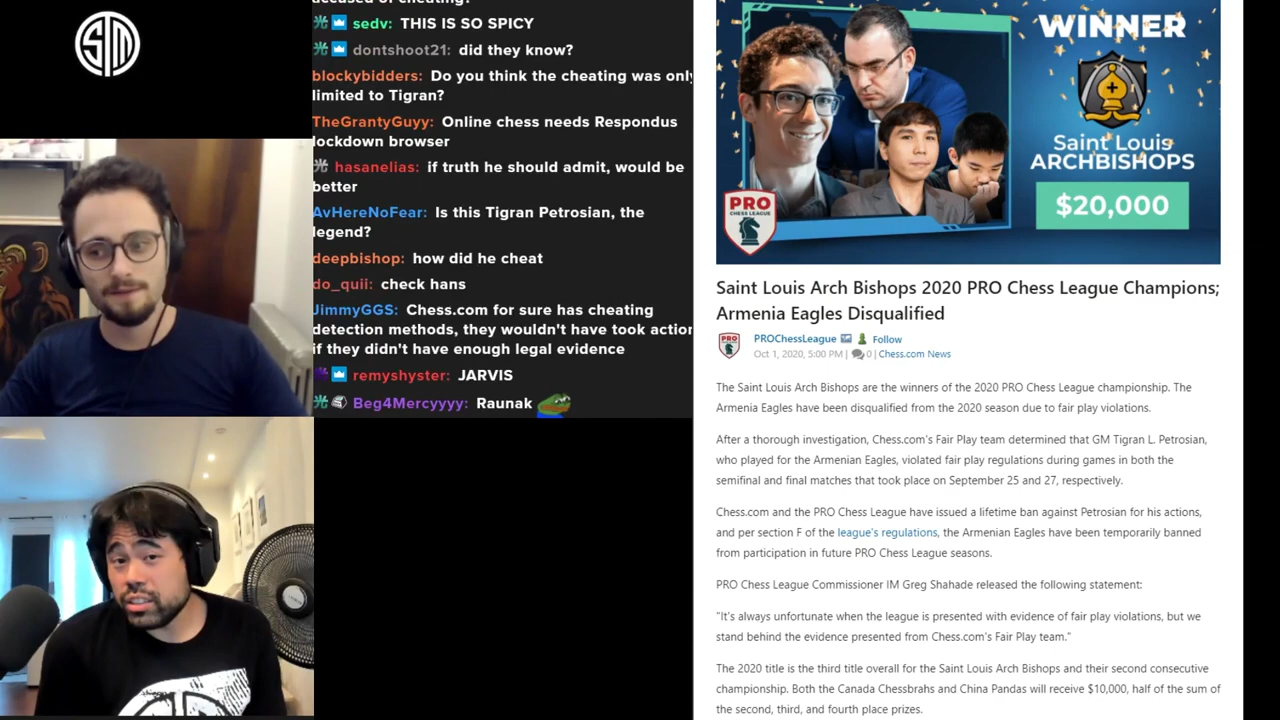 TSM
accused of cheating?
sedv: THIS IS SO SPICY
dontshoot21: did they know?
blockybidders: Do you think the cheating was only
limited to Tigran?
TheGrantyGuyy: Online chess needs Respondus
lockdown browser
hasanelias: if truth he should admit, would be
better
AvHereNoFear: Is this Tigran Petrosian, the
legend?
deepbishop: how did he cheat
do_quii: check hans
JimmyGGS: Chess.com for sure has cheating
detection methods, they wouldn't have took action
if they didn't have enough legal evidence
remyshyster: JARVIS
Beg4Mercyyyy: Raunak
WINNER
Saint Louis
ARCHBISHOPS
$20,000
PRO
CHESS LEAGUE
Saint Louis Arch Bishops 2020 PRO Chess League Champions;
Armenia Eagles Disqualified
PRO
PROChessLeague Follow
Oct 1, 2020, 5:00 PM | 0 | Chess.com News
The Saint Louis Arch Bishops are the winners of the 2020 PRO Chess League championship. The
Armenia Eagles have been disqualified from the 2020 season due to fair play violations.
After a thorough investigation, Chess.com's Fair Play team determined that GM Tigran L. Petrosian,
who played for the Armenian Eagles, violated fair play regulations during games in both the
semifinal and final matches that took place on September 25 and 27, respectively.
Chess.com and the PRO Chess League have issued a lifetime ban against Petrosian for his actions,
and per section F of the league's regulations, the Armenian Eagles have been temporarily banned
from participation in future PRO Chess League seasons.
PRO Chess League Commissioner IM Greg Shahade released the following statement:
"It's always unfortunate when the league is presented with evidence of fair play violations, but we
stand behind the evidence presented from Chess.com's Fair Play team."
The 2020 title is the third title overall for the Saint Louis Arch Bishops and their second consecutive
championship. Both the Canada Chessbrahs and China Pandas will receive $10,000, half of the sum of
the second, third, and fourth place prizes.